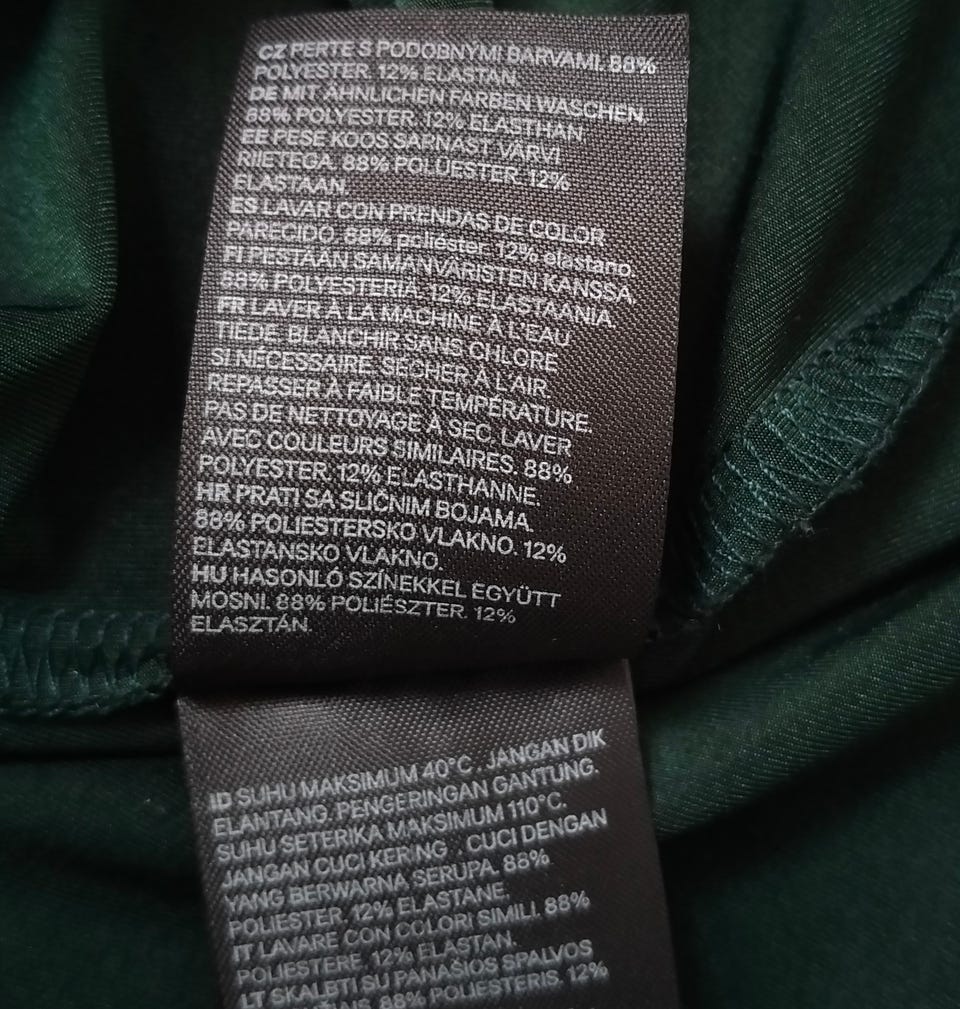 CZ PERTE S PODOBNÝMI BARVAMI. 88%
POLYESTER. 12% ELASTAN.
DE MIT ÄHNLICHEN FARBEN WASCHEN.
88% POLYESTER. 12% ELASTHAN
EE PESE KOOS SARNAST VÄRVI
RIIETEGA. 88% POLÜESTER. 12%
ELASTAAN.
ES LAVAR CON PRENDAS DE COLOR
PARECIDO. 88% poliéster. 12% elastano.
FI PESTÄÄN SAMANVÄRISTEN KANSSA.
88% POLYESTERIÄ. 12% ELASTAANIA.
FR LAVER À LA MACHINE À L'EAU
TIÈDE. BLANCHIR SANS CHLORE
SI NÉCESSAIRE. SÉCHER À L'AIR.
REPASSER À FAIBLE TEMPÉRATURE.
PAS DE NETTOYAGE À SEC. LAVER
AVEC COULEURS SIMILAIRES. 88%
POLYESTER. 12% ELASTHANNE.
HR PRATI SA SLIČNIM BOJAMA.
88% POLIESTERSKO VLAKNO. 12%
ELASTANSKO VLAKNO.
HU HASONLÓ SZÍNEKKEL EGYÜTT
MOSNI. 88% POLIÉSZTER. 12%
ELASZTÁN.
ID SUHU MAKSIMUM 40°C . JANGAN DIK
ELANTANG. PENGERINGAN GANTUNG.
SUHU SETERIKA MAKSIMUM 110°C.
JANGAN CUCI KERING . CUCI DENGAN
YANG BERWARNA SERUPA. 88%
POLIESTER. 12% ELASTANE.
IT LAVARE CON COLORI SIMILI. 88%
POLIESTERE, 12% ELASTAN.
LT SKALBTI SU PANAŠIOS SPALVOS
88% POLIESTERIS. 12%